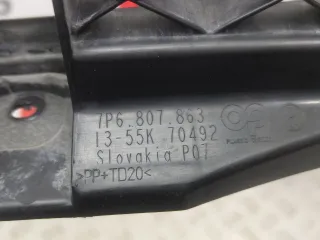 7P6.807.863
13-55K 70492
Slovakia P07
>PP+TD20<